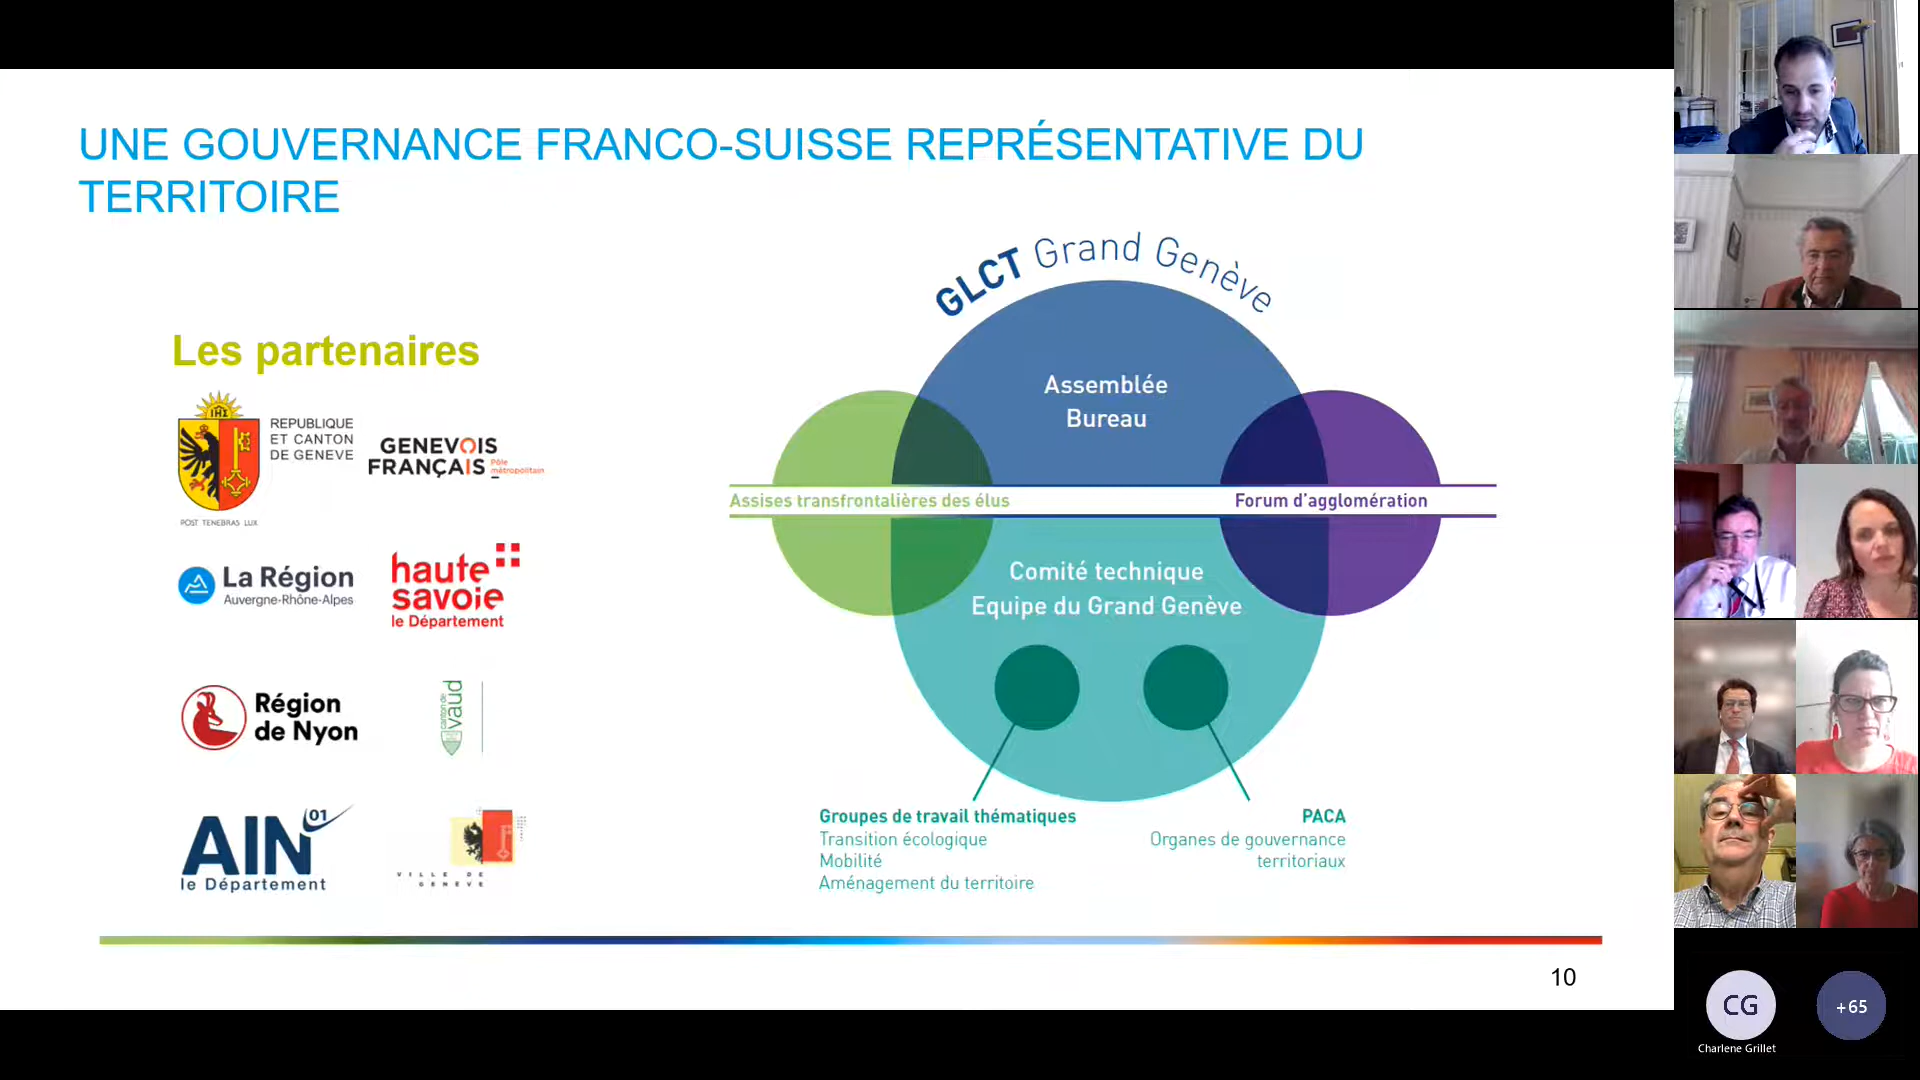 UNE GOUVERNANCE FRANCO-SUISSE REPRÉSENTATIVE DU
TERRITOIRE
Les partenaires
IHS
REPUBLIQUE
ET CANTON
DE GENEVE
POST TENEBRAS LUX
GENEVOIS
FRANÇAIS
Pôle
métropolitain
La Région
Auvergne-Rhône-Alpes
haute
savoie
le Département
Région
de Nyon
canton de
vaud
AIN 01
le Département
VILLE DE
GENÈVE
GLCT Grand Genève
Assemblée
Bureau
Assises transfrontalières des élus
Forum d'agglomération
Comité technique
Equipe du Grand Genève
Groupes de travail thématiques
Transition écologique
Mobilité
Aménagement du territoire
PACA
Organes de gouvernance
territoriaux
10
CG
+65
Charlene Grillet